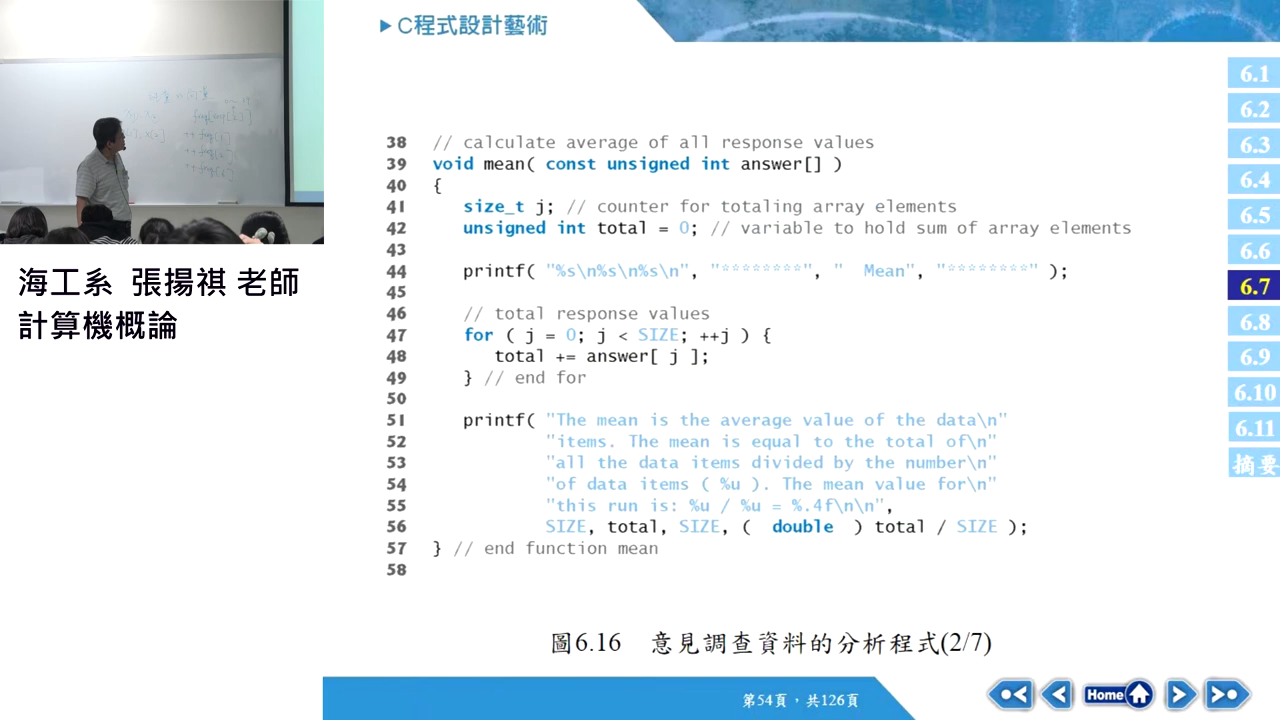 ▶C程式設計藝術
38 // calculate average of all response values
39 void mean( const unsigned int answer[] )
40 {
41 size_t j; // counter for totaling array elements
42 unsigned int total = 0; // variable to hold sum of array elements
43
44 printf( "%s\n%s\n%s\n", "********", "  Mean", "********" );
45
46 // total response values
47 for ( j = 0; j < SIZE; ++j ) {
48 total += answer[ j ];
49 } // end for
50
51 printf( "The mean is the average value of the data\n"
52 "items. The mean is equal to the total of\n"
53 "all the data items divided by the number\n"
54 "of data items ( %u ). The mean value for\n"
55 "this run is: %u / %u = %.4f\n\n",
56 SIZE, total, SIZE, ( double ) total / SIZE );
57 } // end function mean
58
圖6.16 意見調查資料的分析程式(2/7)
6.1
6.2
6.3
6.4
6.5
6.6
6.7
6.8
6.9
6.10
6.11
摘要
海工系 張揚祺 老師
計算機概論
第54頁，共126頁
Home